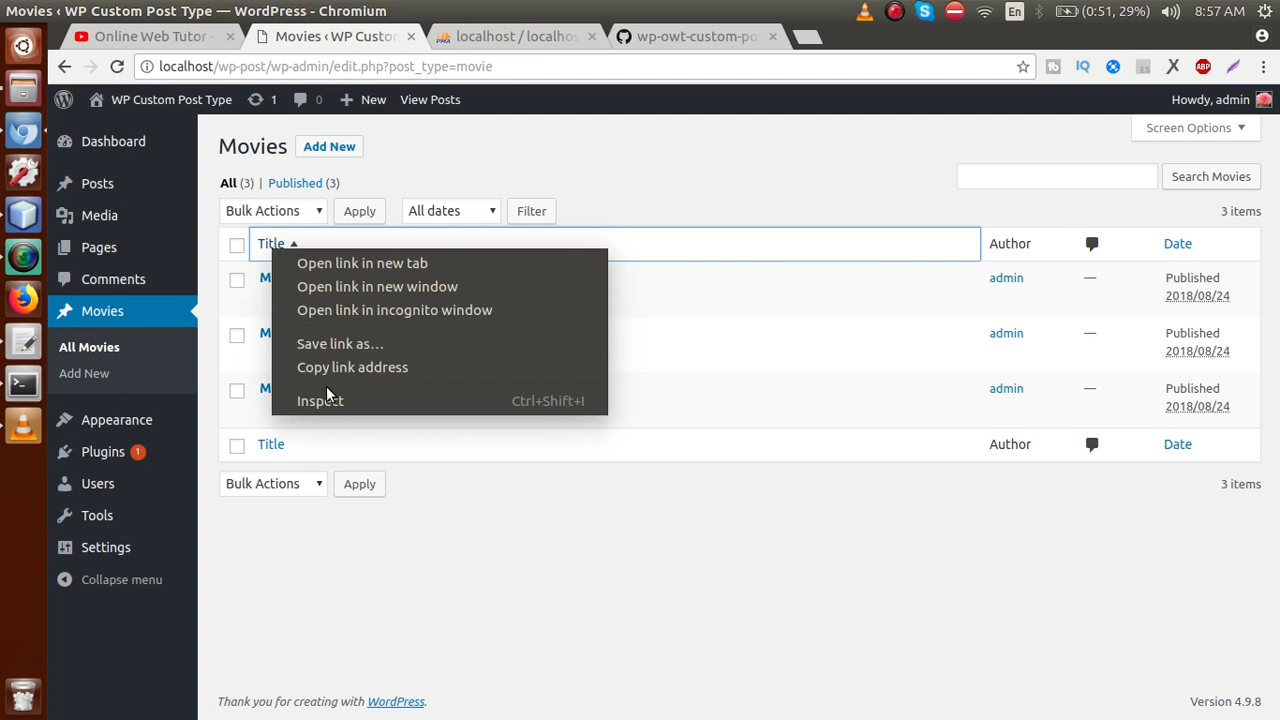 Movies ‹ WP Custom Post Type — WordPress - Chromium
En (0:51, 29%) 8:57 AM
Online Web Tutor - × Movies ‹ WP Custo × localhost / localhos × wp-owt-custom-po ×
localhost/wp-post/wp-admin/edit.php?post_type=movie
IQ ABP
WP Custom Post Type 1 0 New View Posts Howdy, admin
Screen Options
Dashboard
Posts
Media
Pages
Comments
Movies
All Movies
Add New
Appearance
Plugins 1
Users
Tools
Settings
Collapse menu
Movies Add New
All (3) | Published (3)
Search Movies
Bulk Actions Apply All dates Filter 3 items
Title Author Date
M admin — Published
2018/08/24
M admin — Published
2018/08/24
M admin — Published
2018/08/24
Open link in new tab
Open link in new window
Open link in incognito window
Save link as…
Copy link address
Inspect Ctrl+Shift+I
Title Author Date
Bulk Actions Apply 3 items
Thank you for creating with WordPress. Version 4.9.8